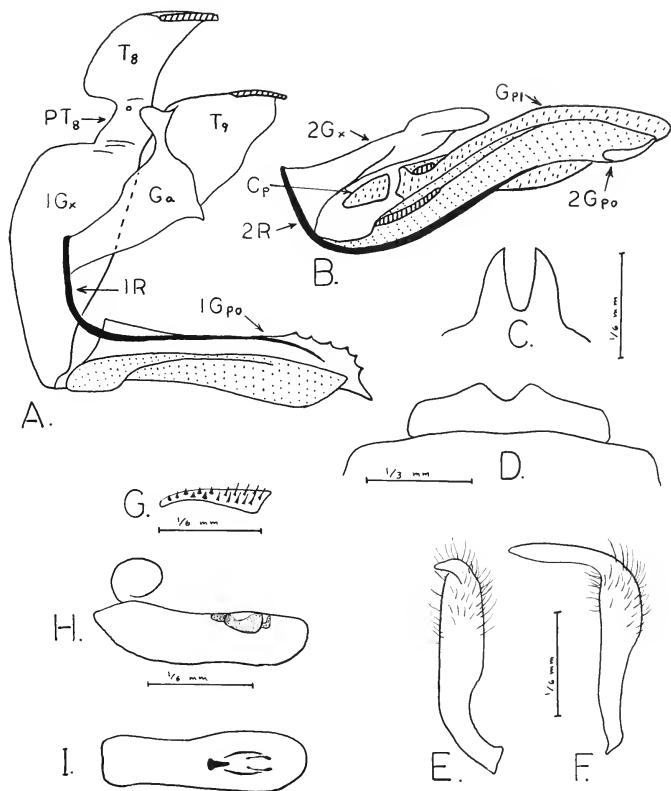 T8
PT8
T9
1Gx
Ga
1R
1Gpo
A.
Gpl
2Gx
Cp
2R
2Gpo
B.
C.
1/6 mm
D.
1/3 mm
G.
1/6 mm
H.
1/6 mm
I.
E.
1/6 mm
F.